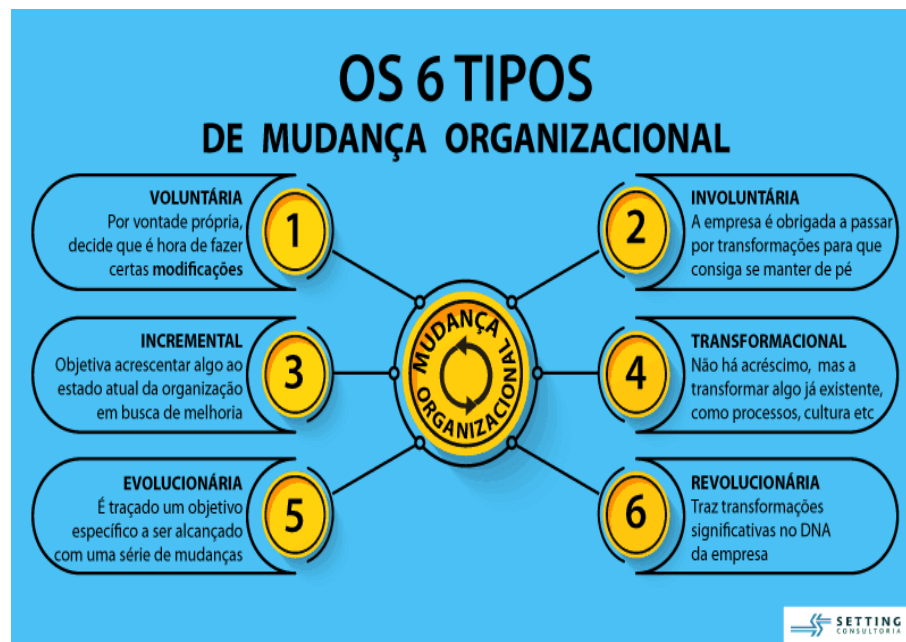 OS 6 TIPOS
DE MUDANÇA ORGANIZACIONAL
VOLUNTÁRIA
Por vontade própria,
decide que é hora de fazer
certas modificações
1
2
INVOLUNTÁRIA
A empresa é obrigada a passar
por transformações para que
consiga se manter de pé
INCREMENTAL
Objetiva acrescentar algo ao
estado atual da organização
em busca de melhoria
3
MUDANÇA
ORGANIZACIONAL
4
TRANSFORMACIONAL
Não há acréscimo, mas a
transformar algo já existente,
como processos, cultura etc
EVOLUCIONÁRIA
É traçado um objetivo
específico a ser alcançado
com uma série de mudanças
5
6
REVOLUCIONÁRIA
Traz transformações
significativas no DNA
da empresa
SETTING
CONSULTORIA